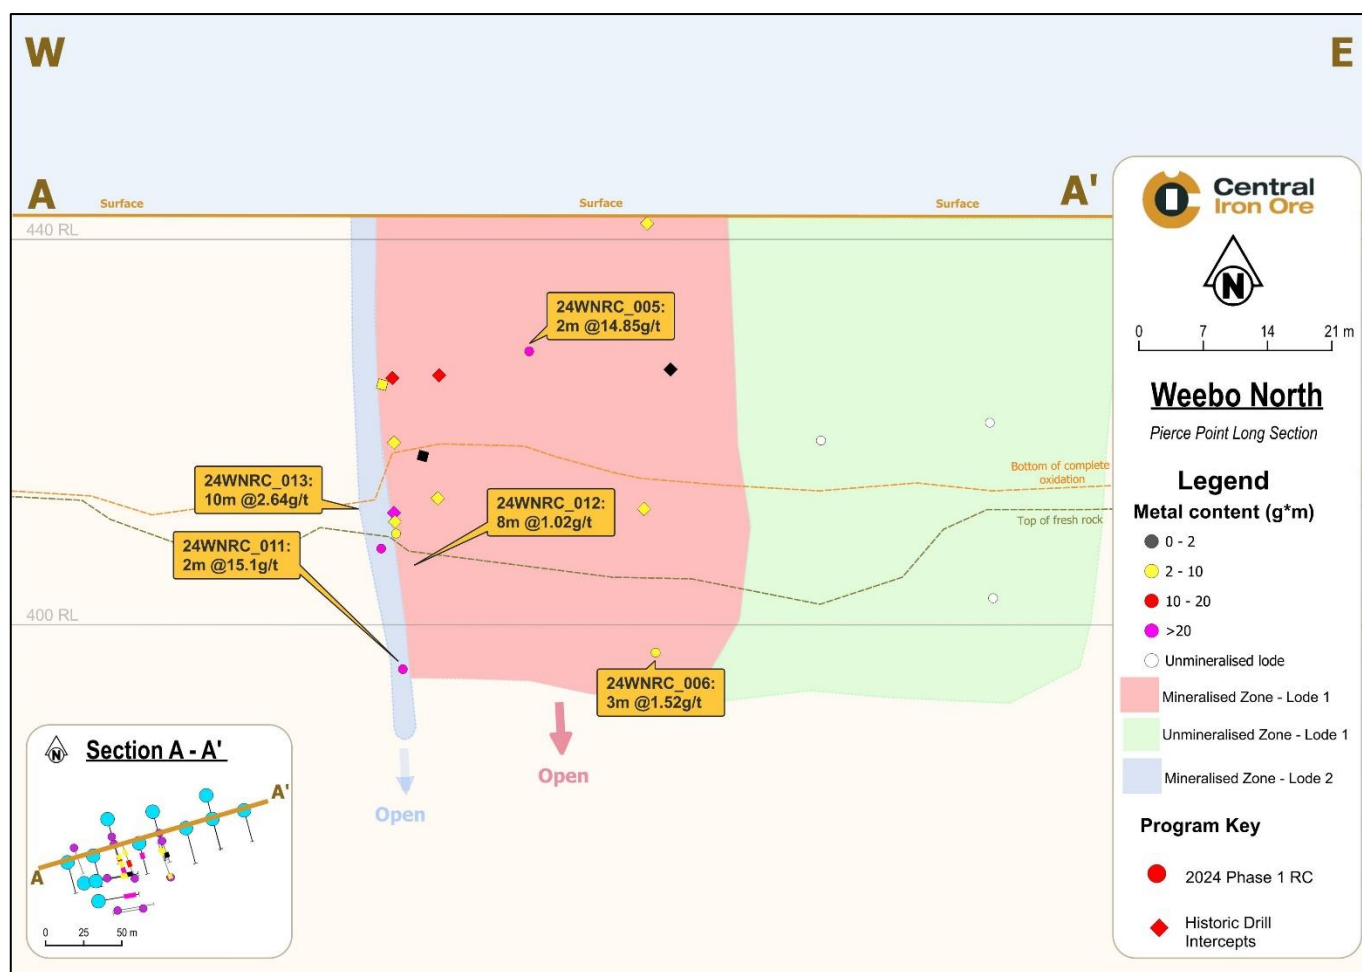 W
E
A
A'
Surface
Surface
Surface
440 RL
24WNRC_005:
2m @14.85g/t
24WNRC_013:
10m @2.64g/t
24WNRC_012:
8m @1.02g/t
Bottom of complete
oxidation
Top of fresh rock
24WNRC_011:
2m @15.1g/t
400 RL
24WNRC_006:
3m @1.52g/t
Open
Open
N
Section A - A'
A'
A
0 25 50 m
Central
Iron Ore
N
0 7 14 21 m
Weebo North
Pierce Point Long Section
Legend
Metal content (g*m)
0 - 2
2 - 10
10 - 20
>20
Unmineralised lode
Mineralised Zone - Lode 1
Unmineralised Zone - Lode 1
Mineralised Zone - Lode 2
Program Key
2024 Phase 1 RC
Historic Drill
Intercepts